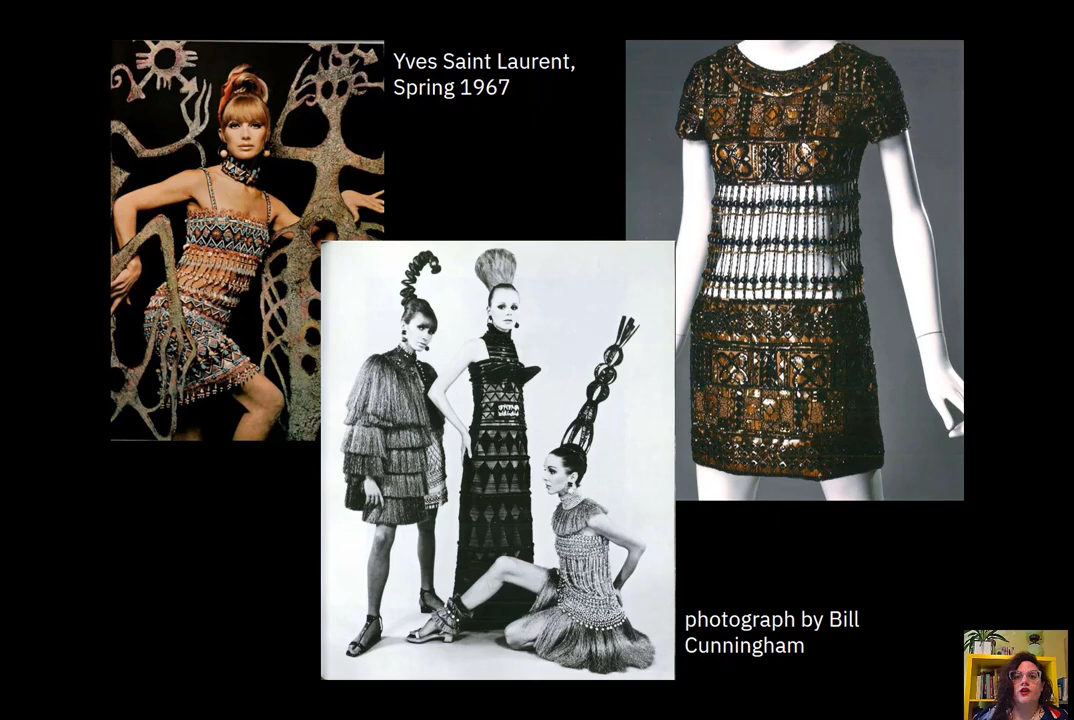 Yves Saint Laurent,
Spring 1967
photograph by Bill
Cunningham